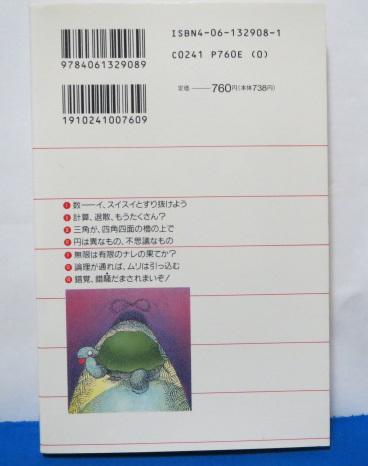 ISBN4-06-132908-1
C0241 P760E (0)
9784061329089
定価――760円(本体738円)
1910241007609
数――イ、スイスイとすり抜けよう
計算、退散、もうたくさん?
三角が、四角四面の櫓の上で
円は異なもの、不思議なもの
無限は有限のナレの果てか?
論理が通れば、ムリは引っ込む
錯覚、錯騒だまされまいぞ!